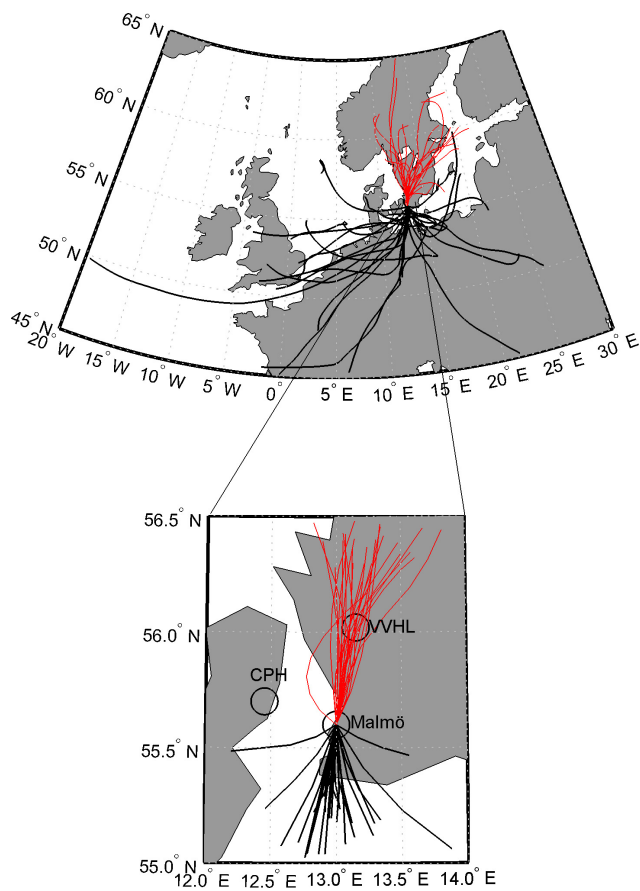 65° N
60° N
55° N
50° N
45° N
20° W
15° W
10° W
5° W
0°
5° E
10° E
15° E
20° E
25° E
30° E
56.5° N
56.0° N
VVHL
CPH
Malmö
55.5° N
55.0° N
12.0° E 12.5° E 13.0° E 13.5° E 14.0° E